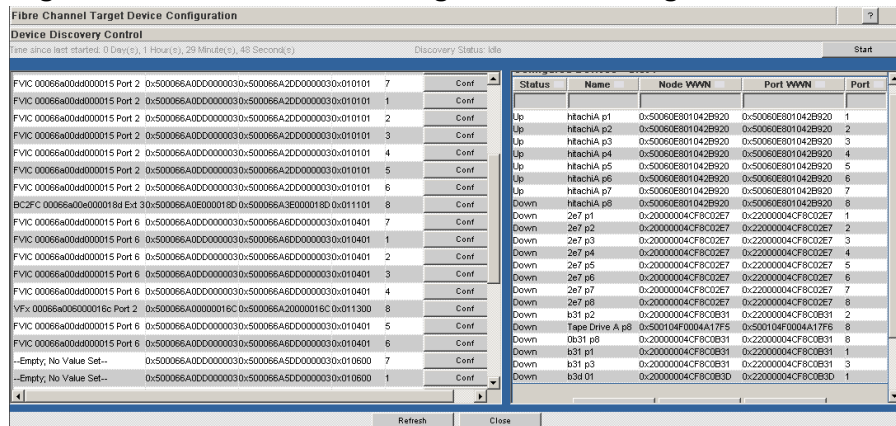 Fibre Channel Target Device Configuration
?
Device Discovery Control
Time since last started: 0 Day(s), 1 Hour(s), 29 Minute(s), 48 Second(s) Discovery Status: Idle Start
FVIC 00066a00dd000015 Port 2 0x500066A0DD0000030x500066A2DD0000030x010101 7 Conf
FVIC 00066a00dd000015 Port 2 0x500066A0DD0000030x500066A2DD0000030x010101 1 Conf
FVIC 00066a00dd000015 Port 2 0x500066A0DD0000030x500066A2DD0000030x010101 2 Conf
FVIC 00066a00dd000015 Port 2 0x500066A0DD0000030x500066A2DD0000030x010101 3 Conf
FVIC 00066a00dd000015 Port 2 0x500066A0DD0000030x500066A2DD0000030x010101 4 Conf
FVIC 00066a00dd000015 Port 2 0x500066A0DD0000030x500066A2DD0000030x010101 5 Conf
FVIC 00066a00dd000015 Port 2 0x500066A0DD0000030x500066A2DD0000030x010101 6 Conf
BC2FC 00066a00e000018d Ext 3 0x500066A0E000018D 0x500066A3E000018D 0x011101 8 Conf
FVIC 00066a00dd000015 Port 6 0x500066A0DD0000030x500066A6DD0000030x010401 7 Conf
FVIC 00066a00dd000015 Port 6 0x500066A0DD0000030x500066A6DD0000030x010401 1 Conf
FVIC 00066a00dd000015 Port 6 0x500066A0DD0000030x500066A6DD0000030x010401 2 Conf
FVIC 00066a00dd000015 Port 6 0x500066A0DD0000030x500066A6DD0000030x010401 3 Conf
FVIC 00066a00dd000015 Port 6 0x500066A0DD0000030x500066A6DD0000030x010401 4 Conf
VFx 00066a006000016c Port 2 0x500066A00000016C 0x500066A20000016C 0x011300 8 Conf
FVIC 00066a00dd000015 Port 6 0x500066A0DD0000030x500066A6DD0000030x010401 5 Conf
FVIC 00066a00dd000015 Port 6 0x500066A0DD0000030x500066A6DD0000030x010401 6 Conf
--Empty; No Value Set-- 0x500066A0DD0000030x500066A5DD0000030x010600 7 Conf
--Empty; No Value Set-- 0x500066A0DD0000030x500066A5DD0000030x010600 1 Conf
Status Name Node WWN Port WWN Port
Up hitachiA p1 0x50060E801042B920 0x50060E801042B920 1
Up hitachiA p2 0x50060E801042B920 0x50060E801042B920 2
Up hitachiA p3 0x50060E801042B920 0x50060E801042B920 3
Up hitachiA p4 0x50060E801042B920 0x50060E801042B920 4
Up hitachiA p5 0x50060E801042B920 0x50060E801042B920 5
Up hitachiA p6 0x50060E801042B920 0x50060E801042B920 6
Up hitachiA p7 0x50060E801042B920 0x50060E801042B920 7
Down hitachiA p8 0x50060E801042B920 0x50060E801042B920 8
Down 2e7 p1 0x20000004CF8C02E7 0x22000004CF8C02E7 1
Down 2e7 p2 0x20000004CF8C02E7 0x22000004CF8C02E7 2
Down 2e7 p3 0x20000004CF8C02E7 0x22000004CF8C02E7 3
Down 2e7 p4 0x20000004CF8C02E7 0x22000004CF8C02E7 4
Down 2e7 p5 0x20000004CF8C02E7 0x22000004CF8C02E7 5
Down 2e7 p6 0x20000004CF8C02E7 0x22000004CF8C02E7 6
Down 2e7 p7 0x20000004CF8C02E7 0x22000004CF8C02E7 7
Down 2e7 p8 0x20000004CF8C02E7 0x22000004CF8C02E7 8
Down b31 p2 0x20000004CF8C0B31 0x22000004CF8C0B31 2
Down Tape Drive A p8 0x500104F0004A17F5 0x500104F0004A17F6 8
Down 0b31 p8 0x20000004CF8C0B31 0x22000004CF8C0B31 8
Down b31 p1 0x20000004CF8C0B31 0x22000004CF8C0B31 1
Down b31 p3 0x20000004CF8C0B31 0x22000004CF8C0B31 3
Down b3d 01 0x20000004CF8C0B3D 0x22000004CF8C0B3D 1
Refresh Close